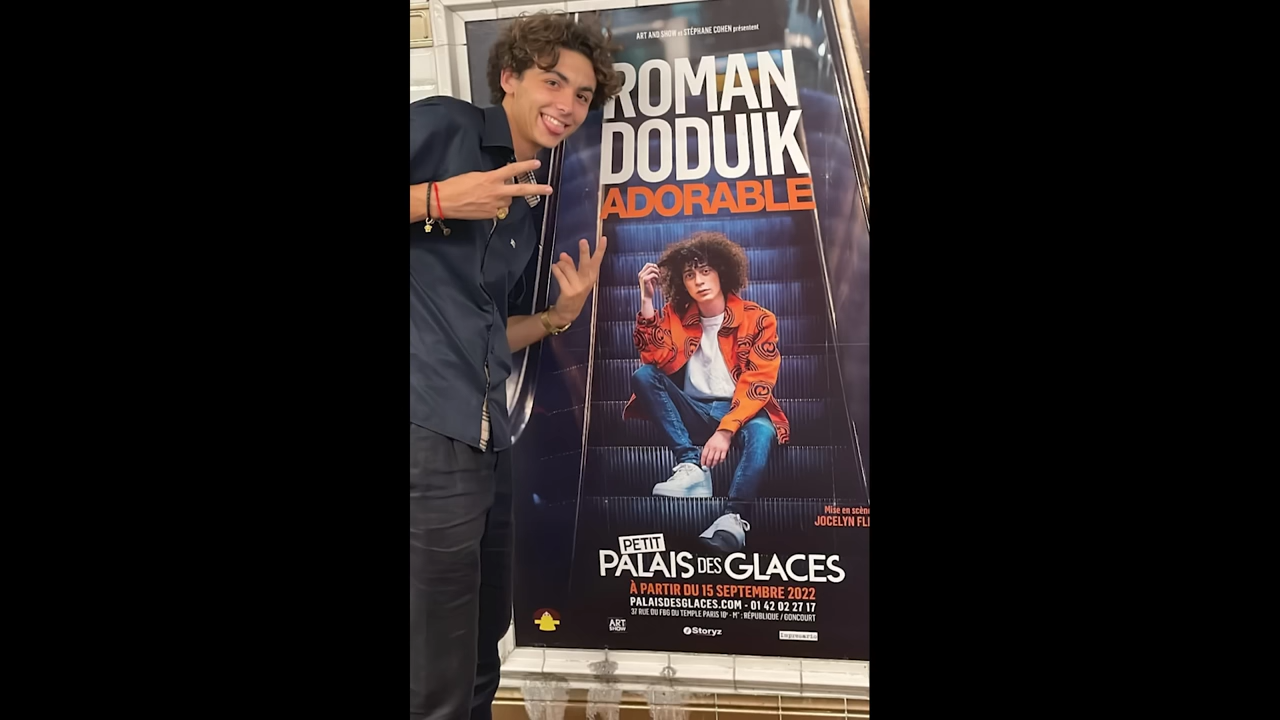 ART AND SHOW et STÉPHANE COHEN présentent
ROMAN
DODUIK
ADORABLE
Mise en scène
JOCELYN
PETIT
PALAIS DES GLACES
À PARTIR DU 15 SEPTEMBRE 2022
PALAISDESGLACES.COM - 01 42 02 27 17
37 RUE DU FBG DU TEMPLE PARIS 10e - Mo : RÉPUBLIQUE / GONCOURT
ART
SHOW
Storyz
Impresario